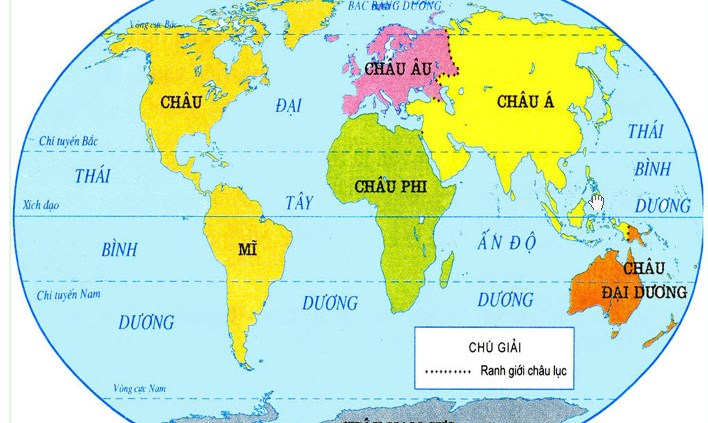 BẮC BĂNG DƯƠNG
Vòng cực Bắc
CHÂU ÂU
CHÂU
ĐẠI
CHÂU Á
THÁI
Chí tuyến Bắc
BÌNH
THÁI
CHÂU PHI
TÂY
DƯƠNG
Xích đạo
BÌNH
MĨ
ẤN ĐỘ
CHÂU
ĐẠI DƯƠNG
Chí tuyến Nam
DƯƠNG
DƯƠNG
DƯƠNG
CHÚ GIẢI
Ranh giới châu lục
Vòng cực Nam